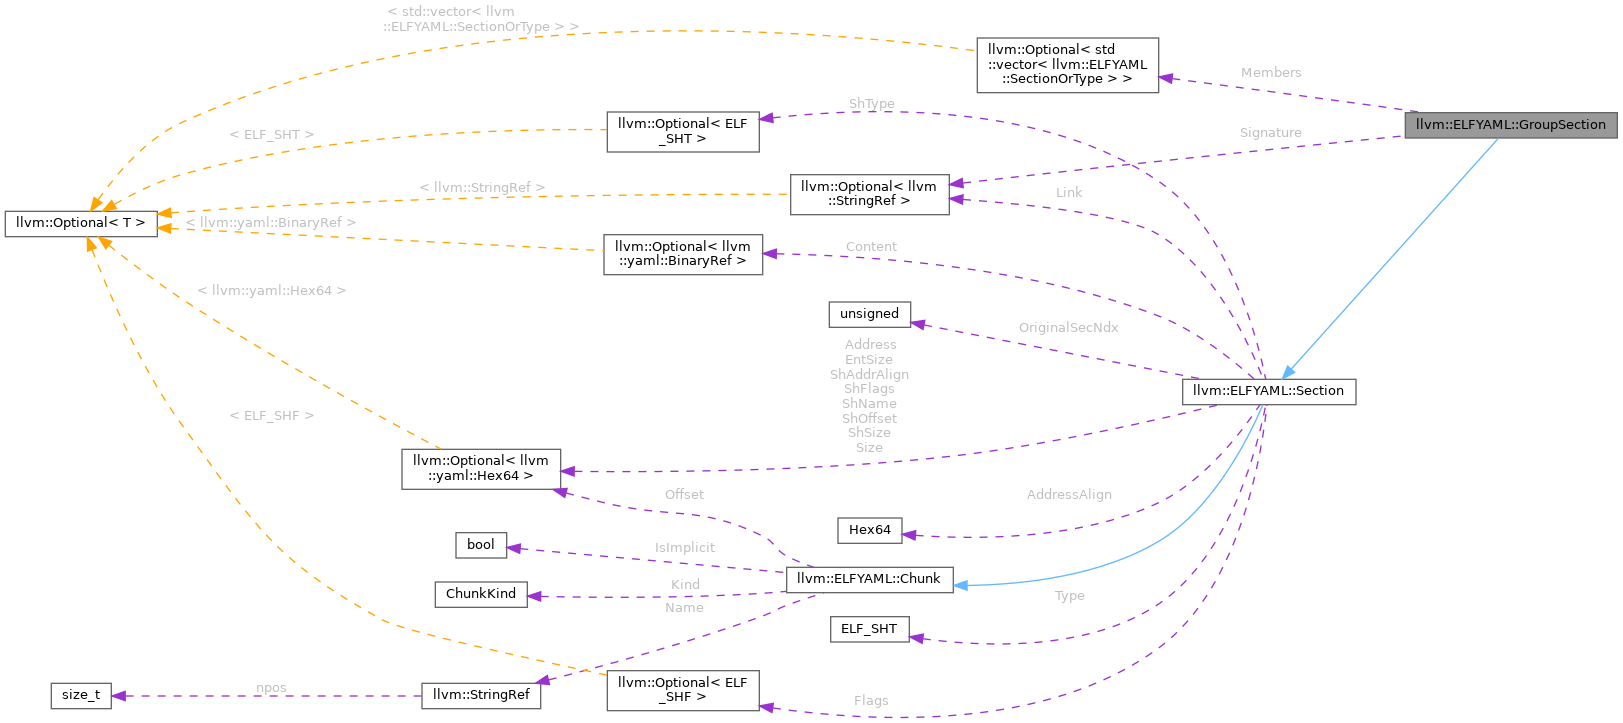 < std::vector< llvm
::ELFYAML::SectionOrType > >
llvm::Optional< std
::vector< llvm::ELFYAML
::SectionOrType > >
Members
ShType
llvm::Optional< ELF
_SHT >
< ELF_SHT >
llvm::ELFYAML::GroupSection
Signature
< llvm::StringRef >
llvm::Optional< llvm
::StringRef >
Link
llvm::Optional< T >
< llvm::yaml::BinaryRef >
llvm::Optional< llvm
::yaml::BinaryRef >
Content
< llvm::yaml::Hex64 >
unsigned
OriginalSecNdx
Address
EntSize
ShAddrAlign
ShFlags
ShName
ShOffset
ShSize
Size
llvm::ELFYAML::Section
< ELF_SHF >
llvm::Optional< llvm
::yaml::Hex64 >
Offset
AddressAlign
Hex64
bool
IsImplicit
ChunkKind
Kind
llvm::ELFYAML::Chunk
Name
Type
ELF_SHT
size_t
npos
llvm::StringRef
llvm::Optional< ELF
_SHF >
Flags